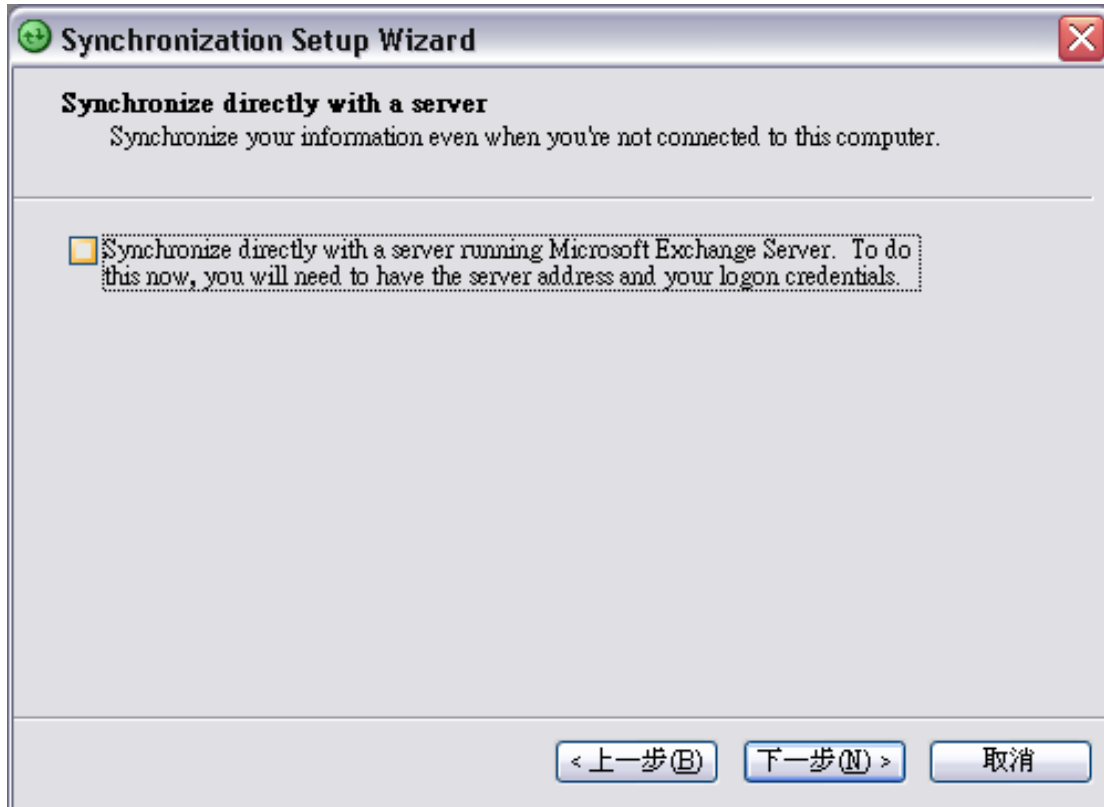 Synchronization Setup Wizard
Synchronize directly with a server
Synchronize your information even when you're not connected to this computer.
Synchronize directly with a server running Microsoft Exchange Server.  To do
this now, you will need to have the server address and your logon credentials.
< 上一步(B)
下一步(N) >
取消